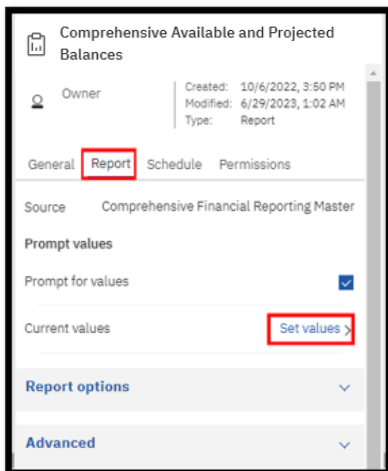 Comprehensive Available and Projected
Balances
Owner
Created: 10/6/2022, 3:50 PM
Modified: 6/29/2023, 1:02 AM
Type: Report
General Report Schedule Permissions
Source Comprehensive Financial Reporting Master
Prompt values
Prompt for values
Current values Set values
Report options
Advanced